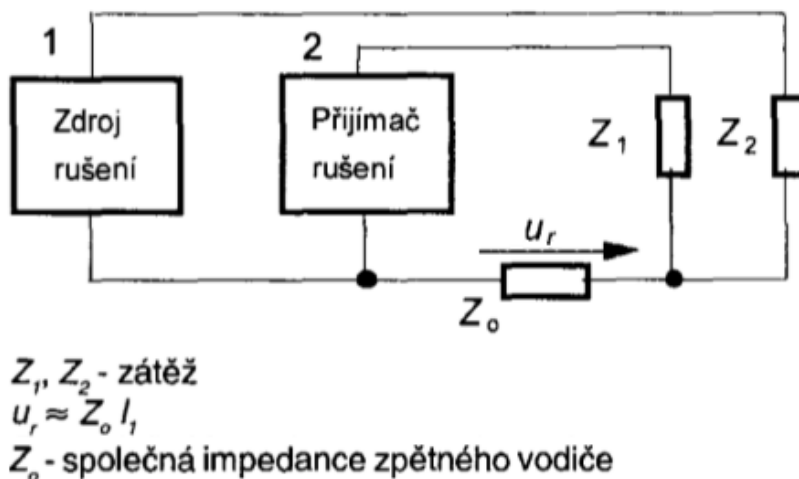 1
2
Zdroj
rušení
Přijímač
rušení
Z1
Z2
ur
Zo
Z1, Z2 - zátěž
ur ≈ Zo I1
Zo - společná impedance zpětného vodiče